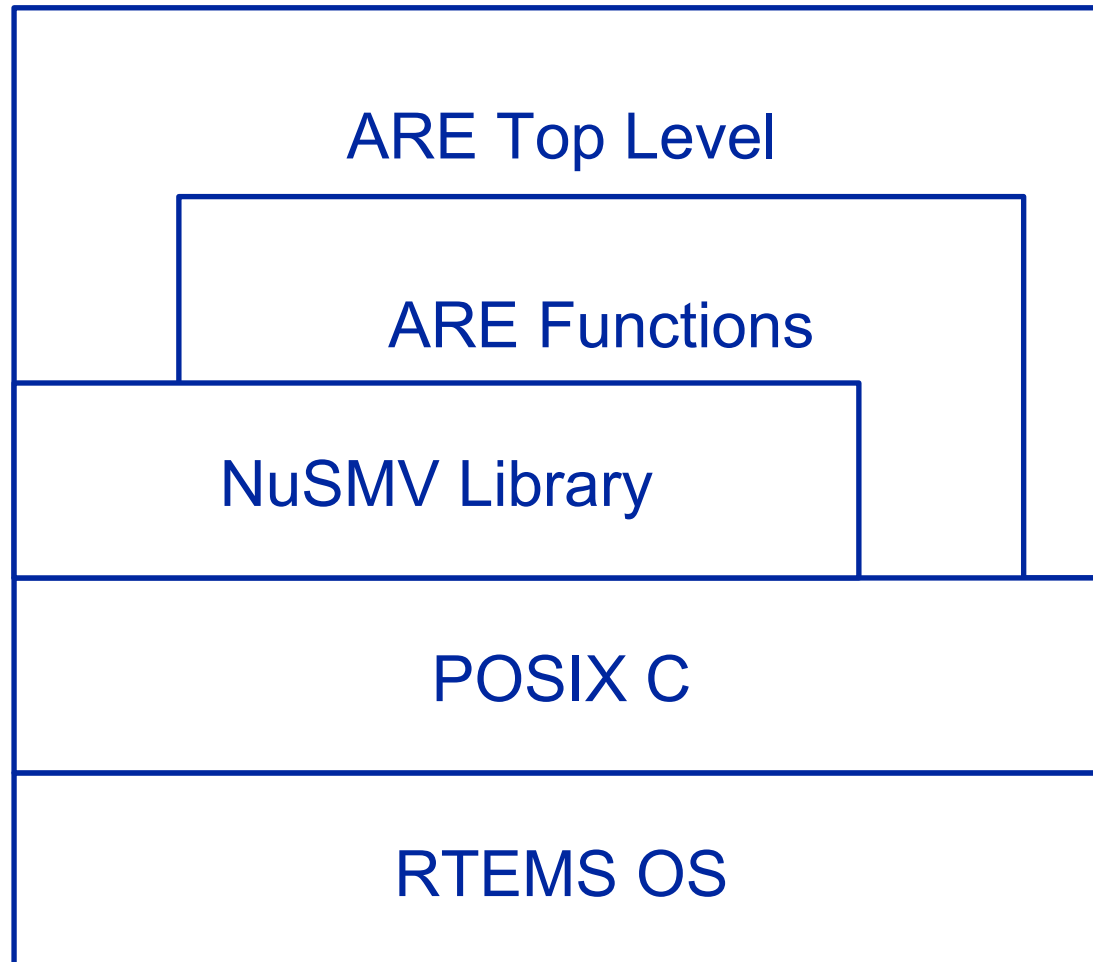 ARE Top Level
ARE Functions
NuSMV Library
POSIX C
RTEMS OS